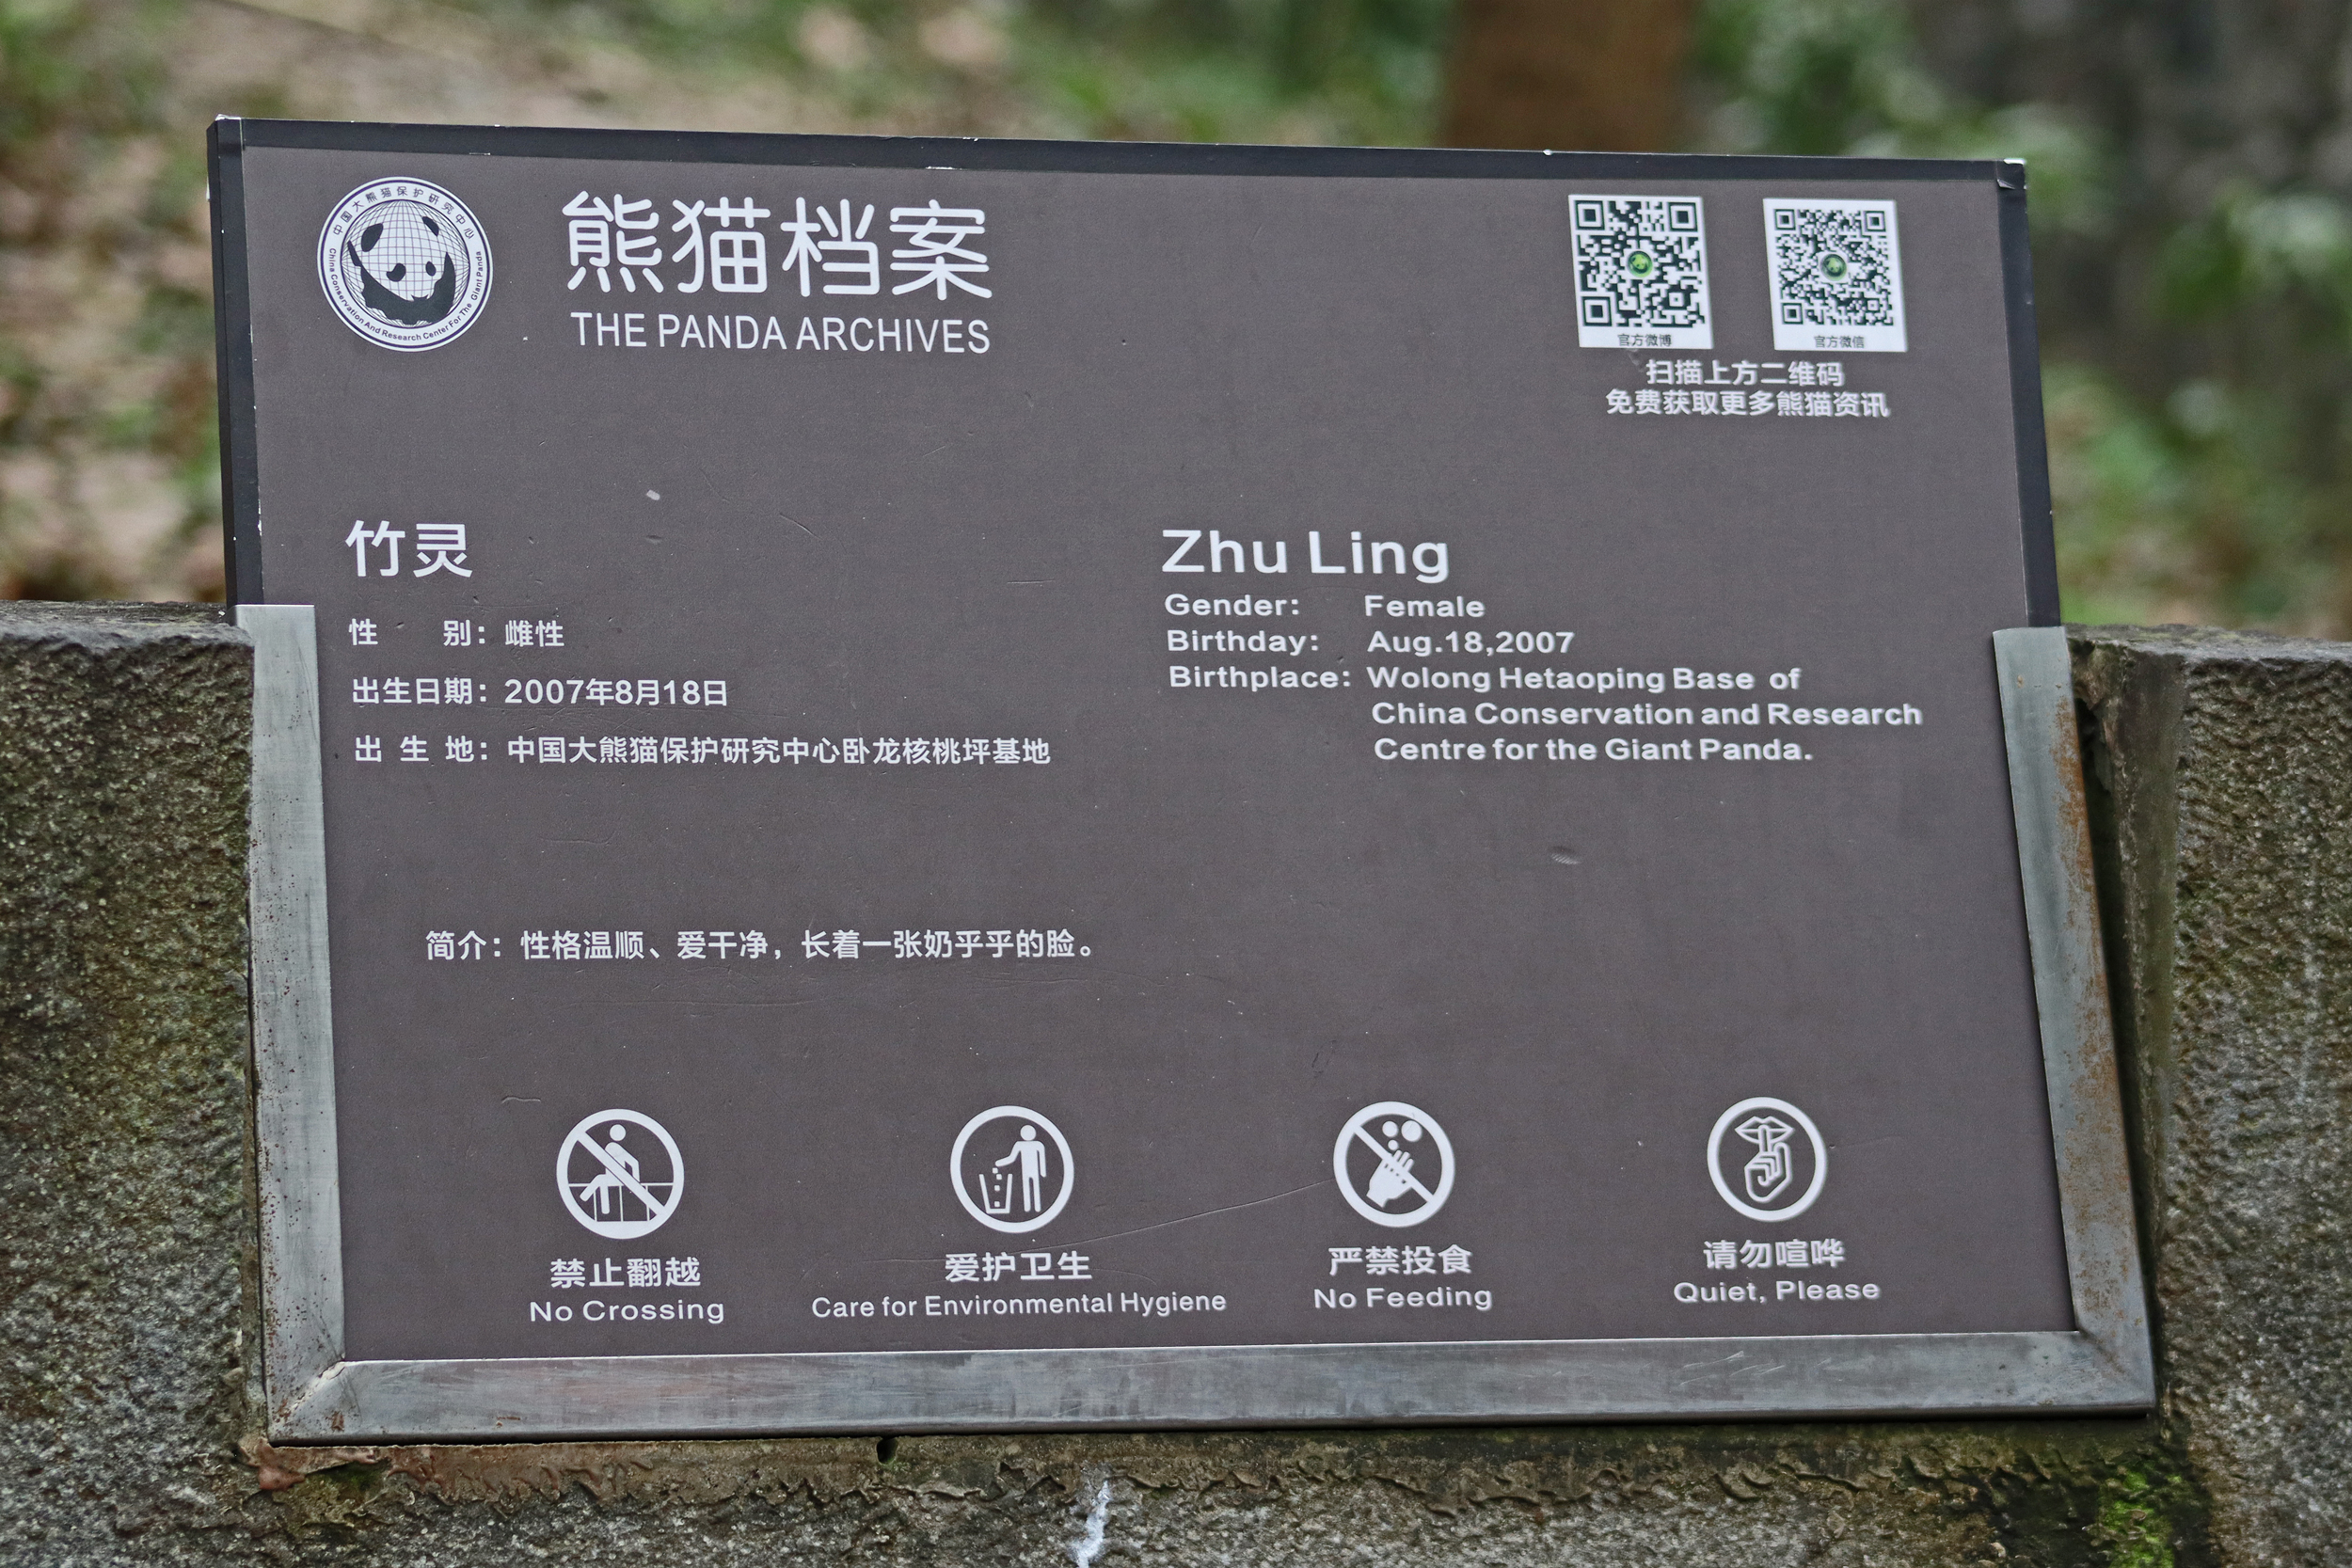 中国大熊猫保护研究中心
China Conservation And Research Center For The Giant Panda
熊猫档案
THE PANDA ARCHIVES
官方微博
官方微信
扫描上方二维码
免费获取更多熊猫资讯
竹灵
性 别：雌性
出生日期：2007年8月18日
出生地：中国大熊猫保护研究中心卧龙核桃坪基地
Zhu Ling
Gender: Female
Birthday: Aug.18,2007
Birthplace: Wolong Hetaoping Base of
China Conservation and Research
Centre for the Giant Panda.
简介：性格温顺、爱干净，长着一张奶乎乎的脸。
禁止翻越
No Crossing
爱护卫生
Care for Environmental Hygiene
严禁投食
No Feeding
请勿喧哗
Quiet, Please